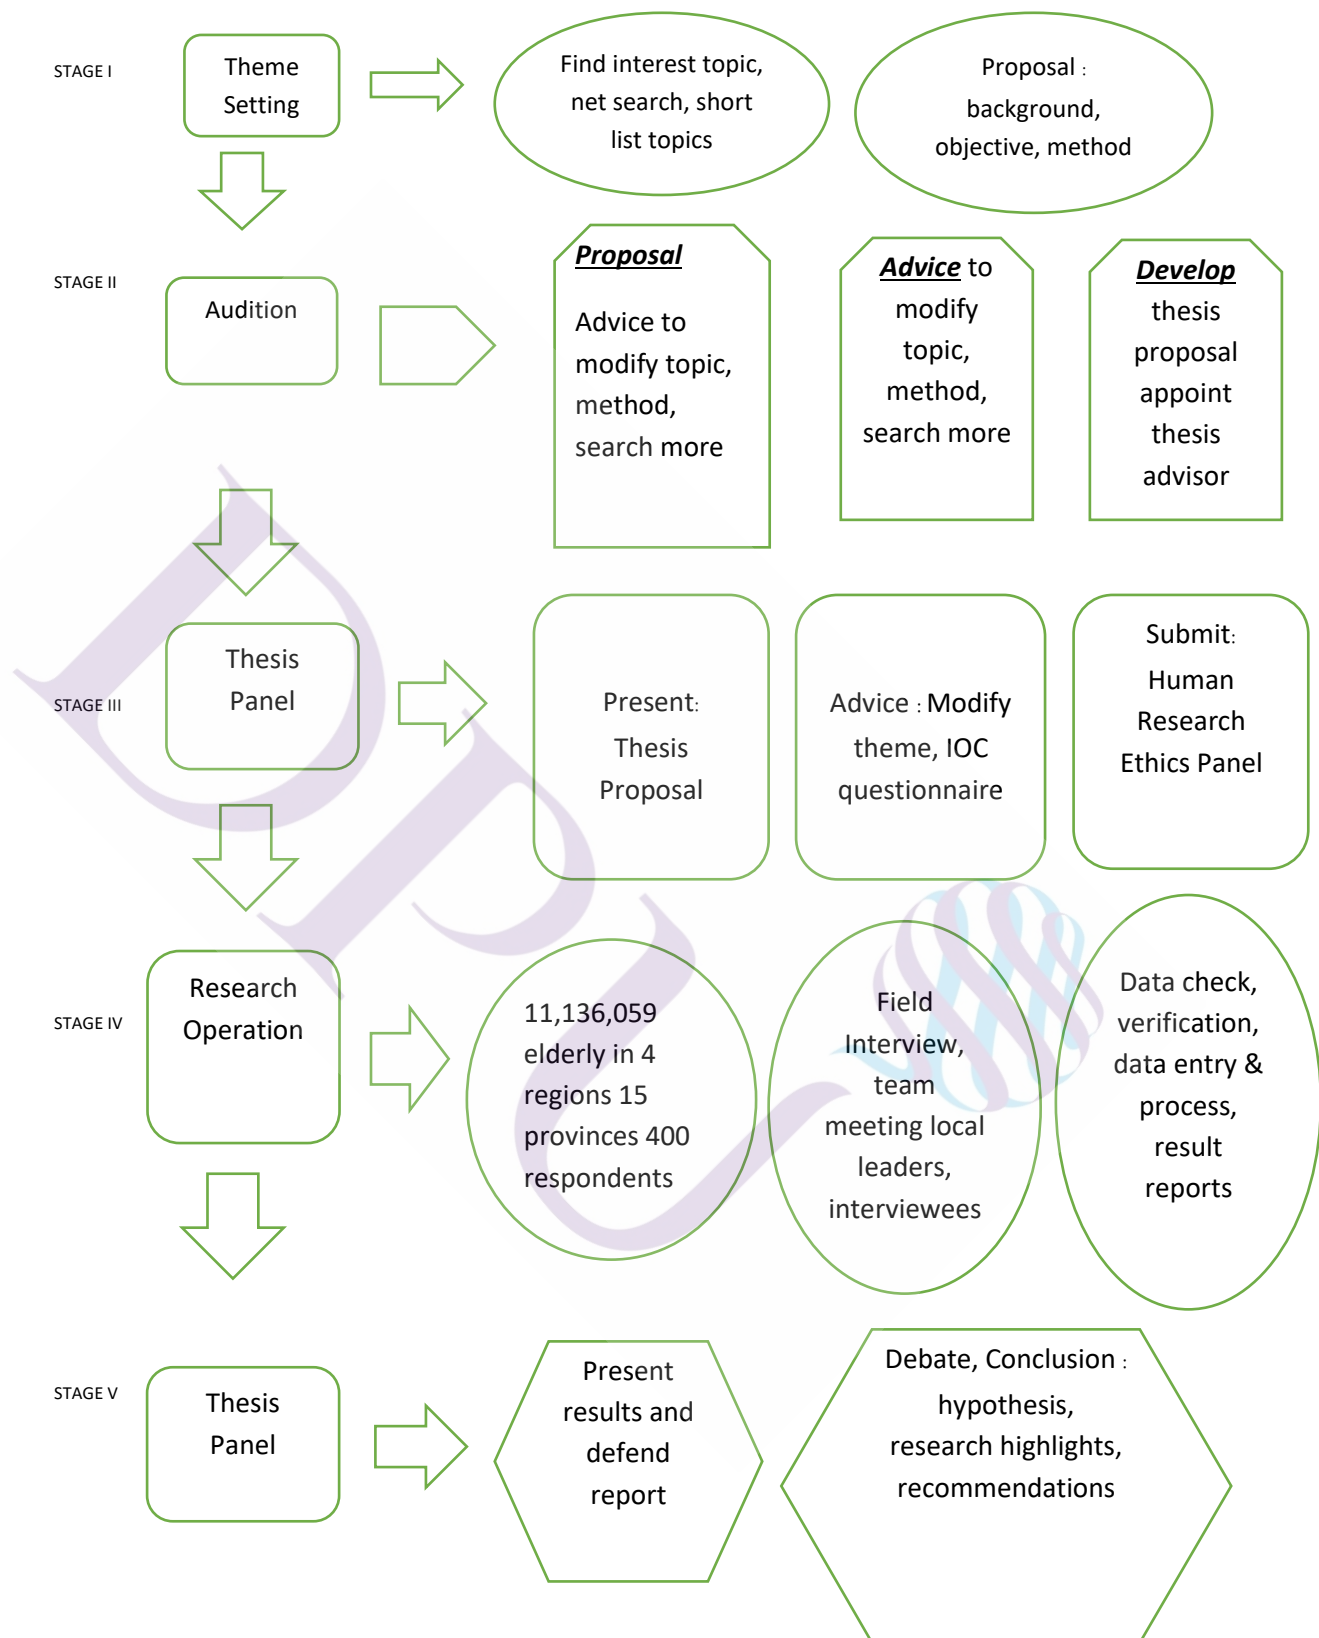 STAGE I
Theme
Setting
Find interest topic,
net search, short
list topics
Proposal :
background,
objective, method
STAGE II
Audition
Proposal
Advice to
modify topic,
method,
search more
Advice to
modify
topic,
method,
search more
Develop
thesis
proposal
appoint
thesis
advisor
STAGE III
Thesis
Panel
Present:
Thesis
Proposal
Advice : Modify
theme, IOC
questionnaire
Submit:
Human
Research
Ethics Panel
STAGE IV
Research
Operation
11,136,059
elderly in 4
regions 15
provinces 400
respondents
Field
Interview,
team
meeting local
leaders,
interviewees
Data check,
verification,
data entry &
process,
result
reports
STAGE V
Thesis
Panel
Present
results and
defend
report
Debate, Conclusion :
hypothesis,
research highlights,
recommendations
DPU